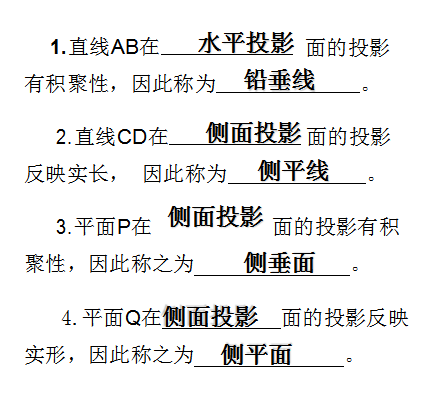 1.直线AB在水平投影面的投影
有积聚性，因此称为铅垂线。
2.直线CD在侧面投影面的投影
反映实长， 因此称为侧平线。
3.平面P在 侧面投影 面的投影有积
聚性，因此称之为侧垂面。
4.平面Q在侧面投影面的投影反映
实形，因此称之为侧平面。